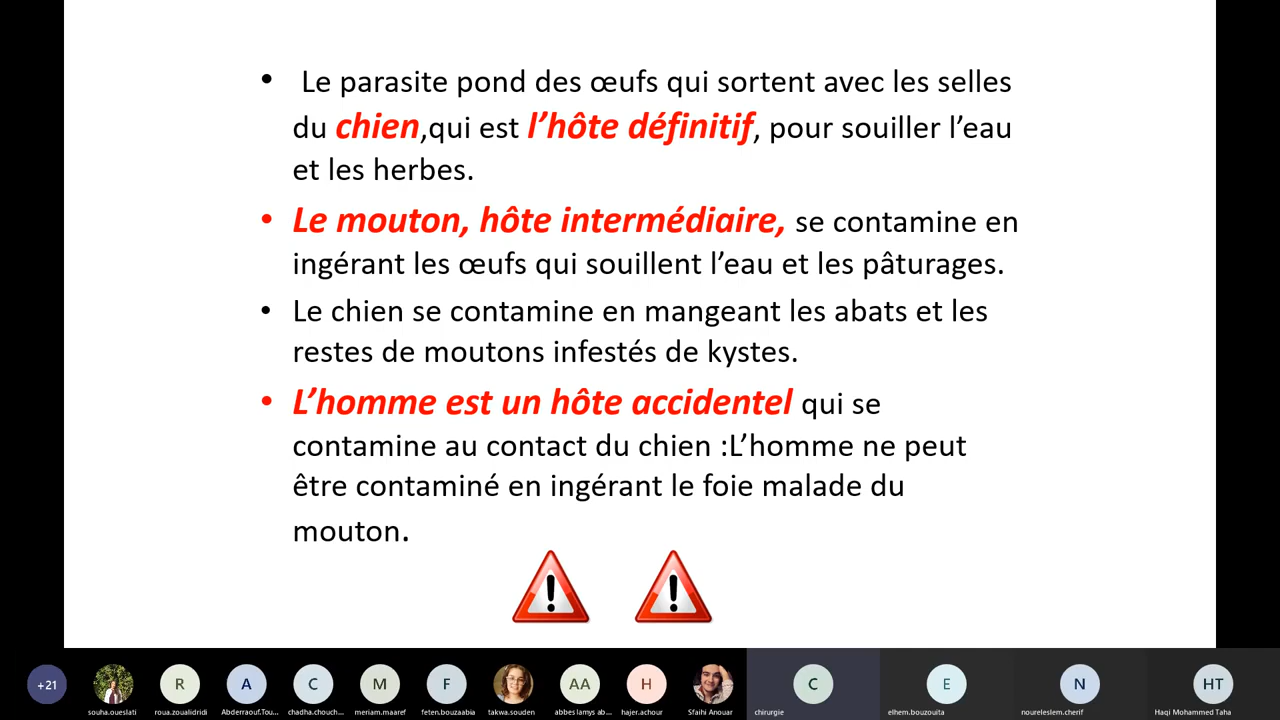 • Le parasite pond des œufs qui sortent avec les selles
du chien,qui est l’hôte définitif, pour souiller l’eau
et les herbes.
• Le mouton, hôte intermédiaire, se contamine en
ingérant les œufs qui souillent l’eau et les pâturages.
• Le chien se contamine en mangeant les abats et les
restes de moutons infestés de kystes.
• L’homme est un hôte accidentel qui se
contamine au contact du chien :L’homme ne peut
être contaminé en ingérant le foie malade du
mouton.
+21 R A C M F AA H C E N HT
souha.oueslati roua.zoualidridi Abderraouf.Tou... chadha.chouch... meriam.maaref feten.bouzaabia takwa.souden abbes lamys ab... hajer.achour Sfaihi Anouar chirurgie elhem.bouzouita noureleslem.cherif Haqi Mohammed Taha